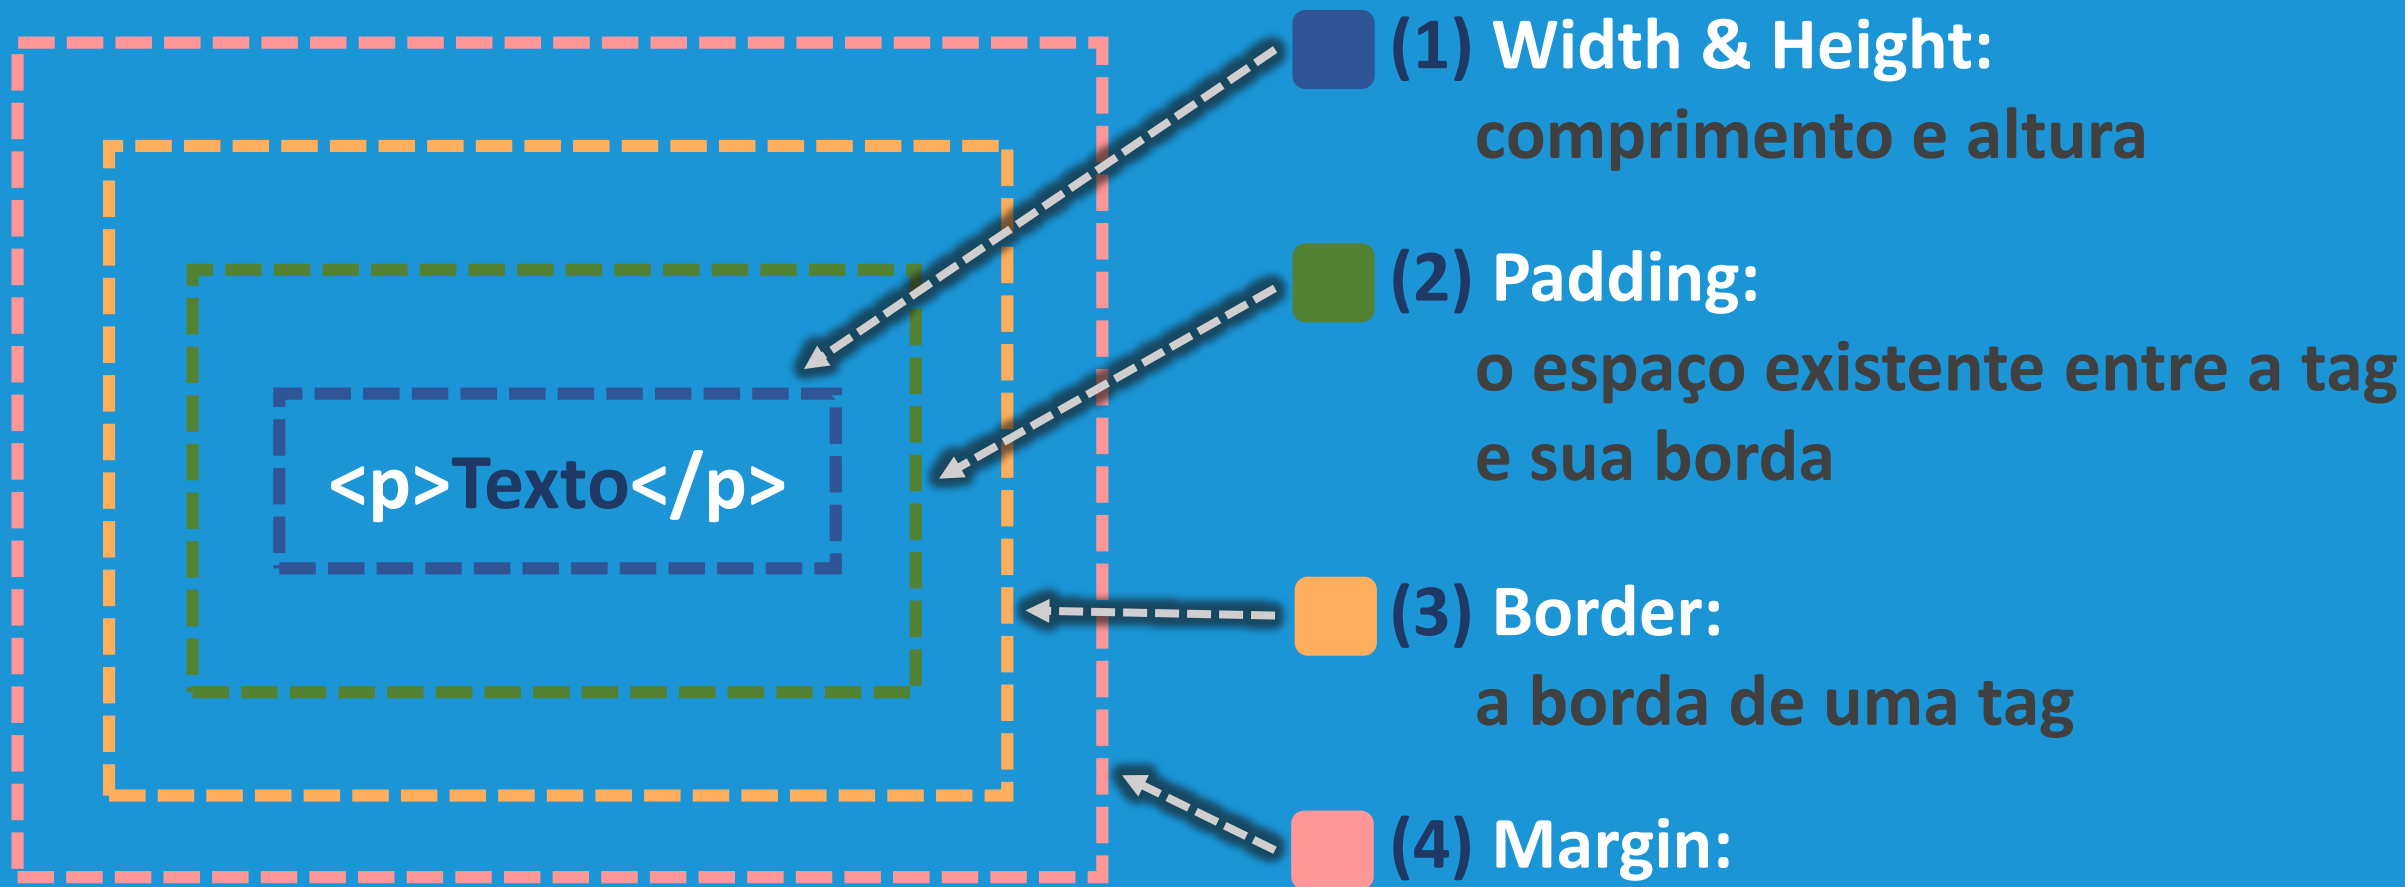 <p>Texto</p>
(1) Width & Height:
comprimento e altura
(2) Padding:
o espaço existente entre a tag
e sua borda
(3) Border:
a borda de uma tag
(4) Margin: